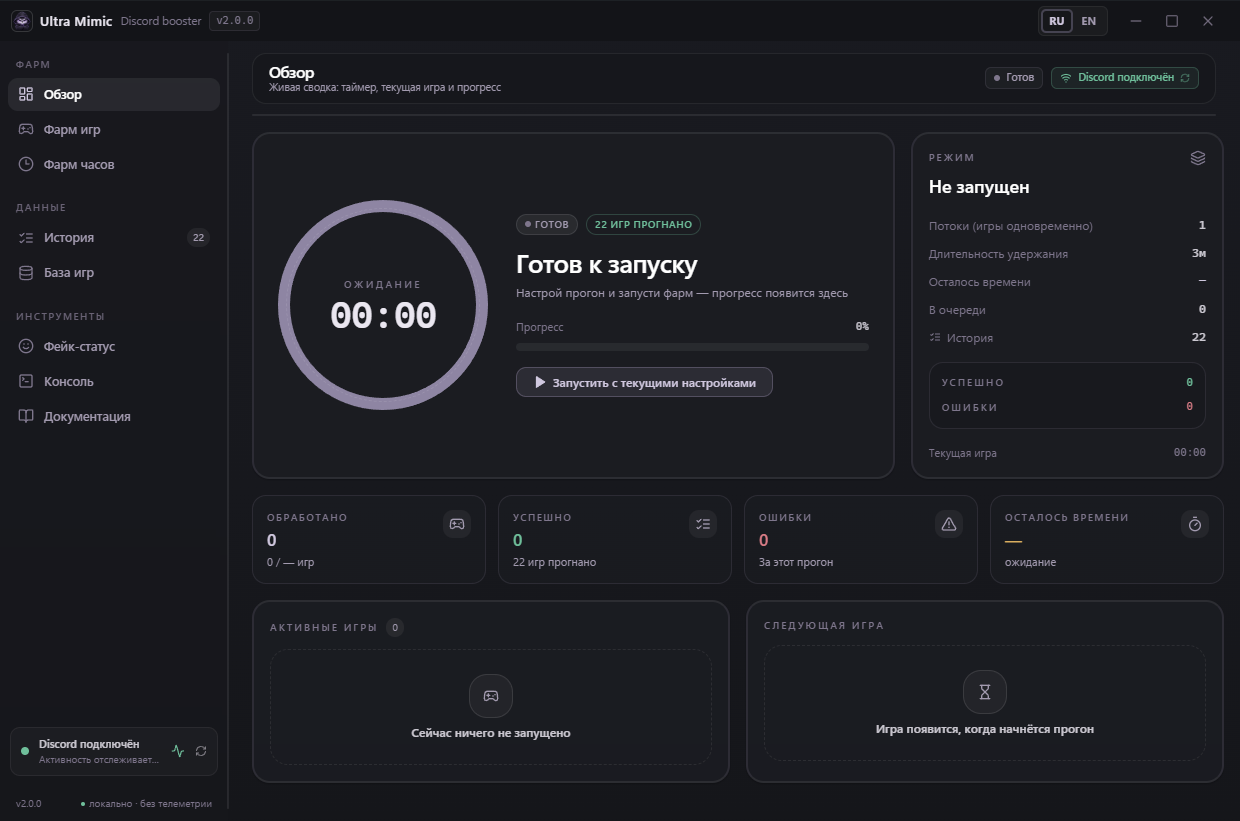 Ultra Mimic Discord booster v2.0.0 RU EN
ФАРМ
Обзор
Фарм игр
Фарм часов
ДАННЫЕ
История 22
База игр
ИНСТРУМЕНТЫ
Фейк-статус
Консоль
Документация
Discord подключён
Активность отслеживает...
v2.0.0 локально · без телеметрии
Обзор
Живая сводка: таймер, текущая игра и прогресс
Готов Discord подключён
ОЖИДАНИЕ
00:00
ГОТОВ 22 ИГР ПРОГНАНО
Готов к запуску
Настрой прогон и запусти фарм — прогресс появится здесь
Прогресс 0%
Запустить с текущими настройками
РЕЖИМ
Не запущен
Потоки (игры одновременно) 1
Длительность удержания 3м
Осталось времени —
В очереди 0
История 22
УСПЕШНО 0
ОШИБКИ 0
Текущая игра 00:00
ОБРАБОТАНО
0
0 / — игр
УСПЕШНО
0
22 игр прогнано
ОШИБКИ
0
За этот прогон
ОСТАЛОСЬ ВРЕМЕНИ
—
ожидание
АКТИВНЫЕ ИГРЫ 0
Сейчас ничего не запущено
СЛЕДУЮЩАЯ ИГРА
Игра появится, когда начнётся прогон